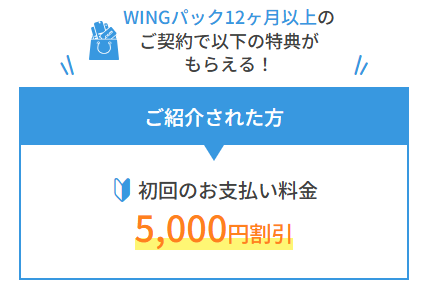 WINGパック12ヶ月以上の
ご契約で以下の特典が
もらえる！
ご紹介された方
初回のお支払い料金
5,000円割引